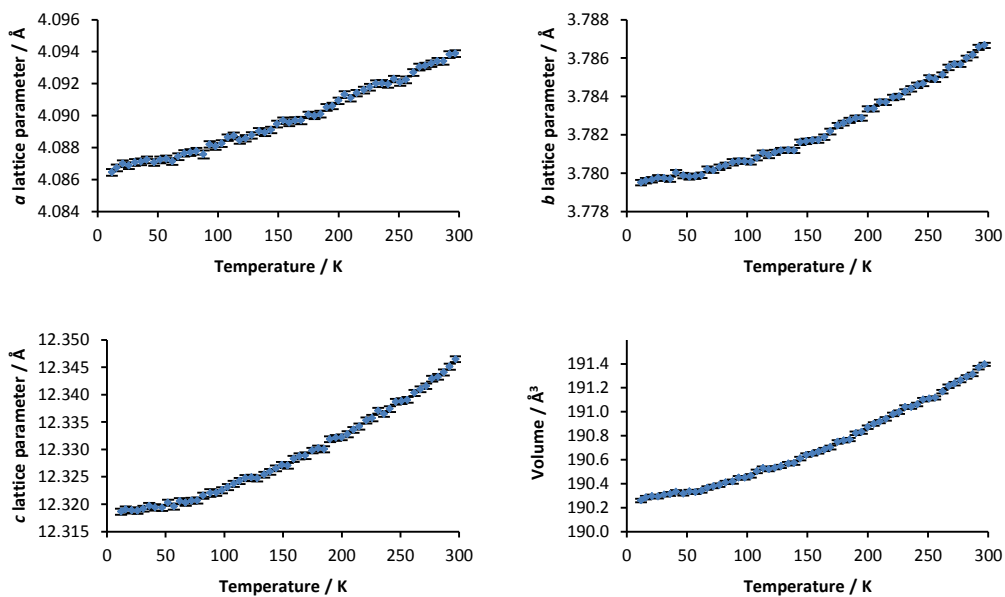 a lattice parameter / Å
4.096
4.094
4.092
4.090
4.088
4.086
4.084
0 50 100 150 200 250 300
Temperature / K
b lattice parameter / Å
3.788
3.786
3.784
3.782
3.780
3.778
0 50 100 150 200 250 300
Temperature / K
c lattice parameter / Å
12.350
12.345
12.340
12.335
12.330
12.325
12.320
12.315
0 50 100 150 200 250 300
Temperature / K
Volume / Å³
191.4
191.2
191.0
190.8
190.6
190.4
190.2
190.0
0 50 100 150 200 250 300
Temperature / K